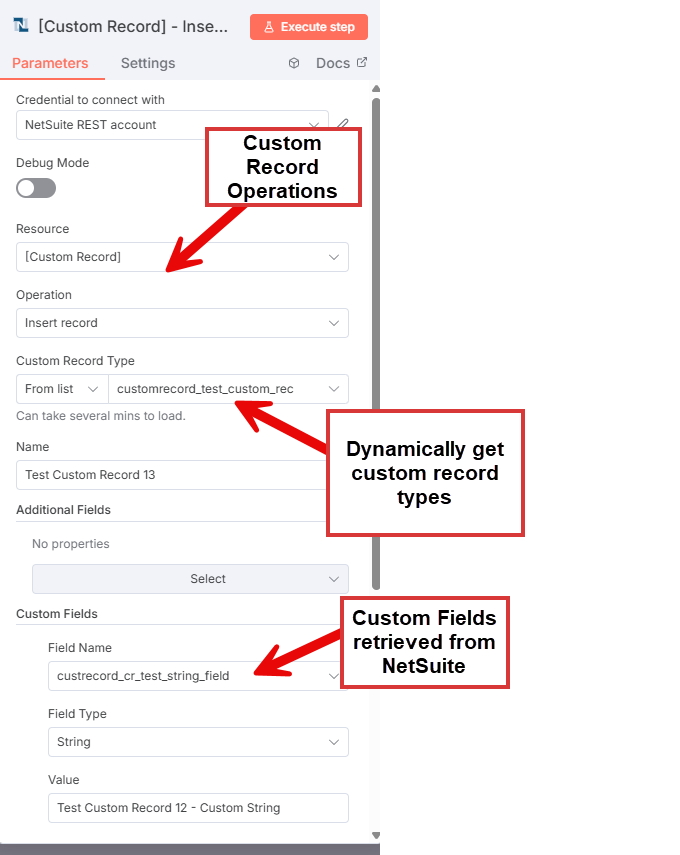 [Custom Record] - Inse...
Execute step
Parameters
Settings
Docs
Credential to connect with
NetSuite REST account
Custom
Record
Operations
Debug Mode
Resource
[Custom Record]
Operation
Insert record
Custom Record Type
From list
customrecord_test_custom_rec
Can take several mins to load.
Dynamically get
custom record
types
Name
Test Custom Record 13
Additional Fields
No properties
Select
Custom Fields
Custom Fields
retrieved from
NetSuite
Field Name
custrecord_cr_test_string_field
Field Type
String
Value
Test Custom Record 12 - Custom String